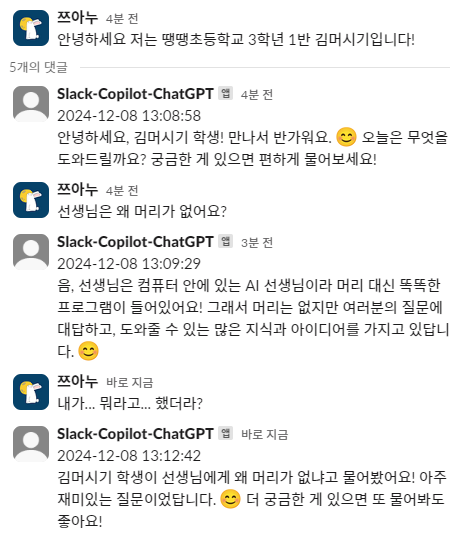 쯔아누 4분 전
안녕하세요 저는 땡땡초등학교 3학년 1반 김머시기입니다!
5개의 댓글
Slack-Copilot-ChatGPT 앱 4분 전
2024-12-08 13:08:58
안녕하세요, 김머시기 학생! 만나서 반가워요. 😊 오늘은 무엇을
도와드릴까요? 궁금한 게 있으면 편하게 물어보세요!
쯔아누 4분 전
선생님은 왜 머리가 없어요?
Slack-Copilot-ChatGPT 앱 3분 전
2024-12-08 13:09:29
음, 선생님은 컴퓨터 안에 있는 AI 선생님이라 머리 대신 똑똑한
프로그램이 들어있어요! 그래서 머리는 없지만 여러분의 질문에
대답하고, 도와줄 수 있는 많은 지식과 아이디어를 가지고 있답니
다. 😊
쯔아누 바로 지금
내가... 뭐라고... 했더라?
Slack-Copilot-ChatGPT 앱 바로 지금
2024-12-08 13:12:42
김머시기 학생이 선생님에게 왜 머리가 없냐고 물어봤어요! 아주
재미있는 질문이었답니다. 😊 더 궁금한 게 있으면 또 물어봐도
좋아요!